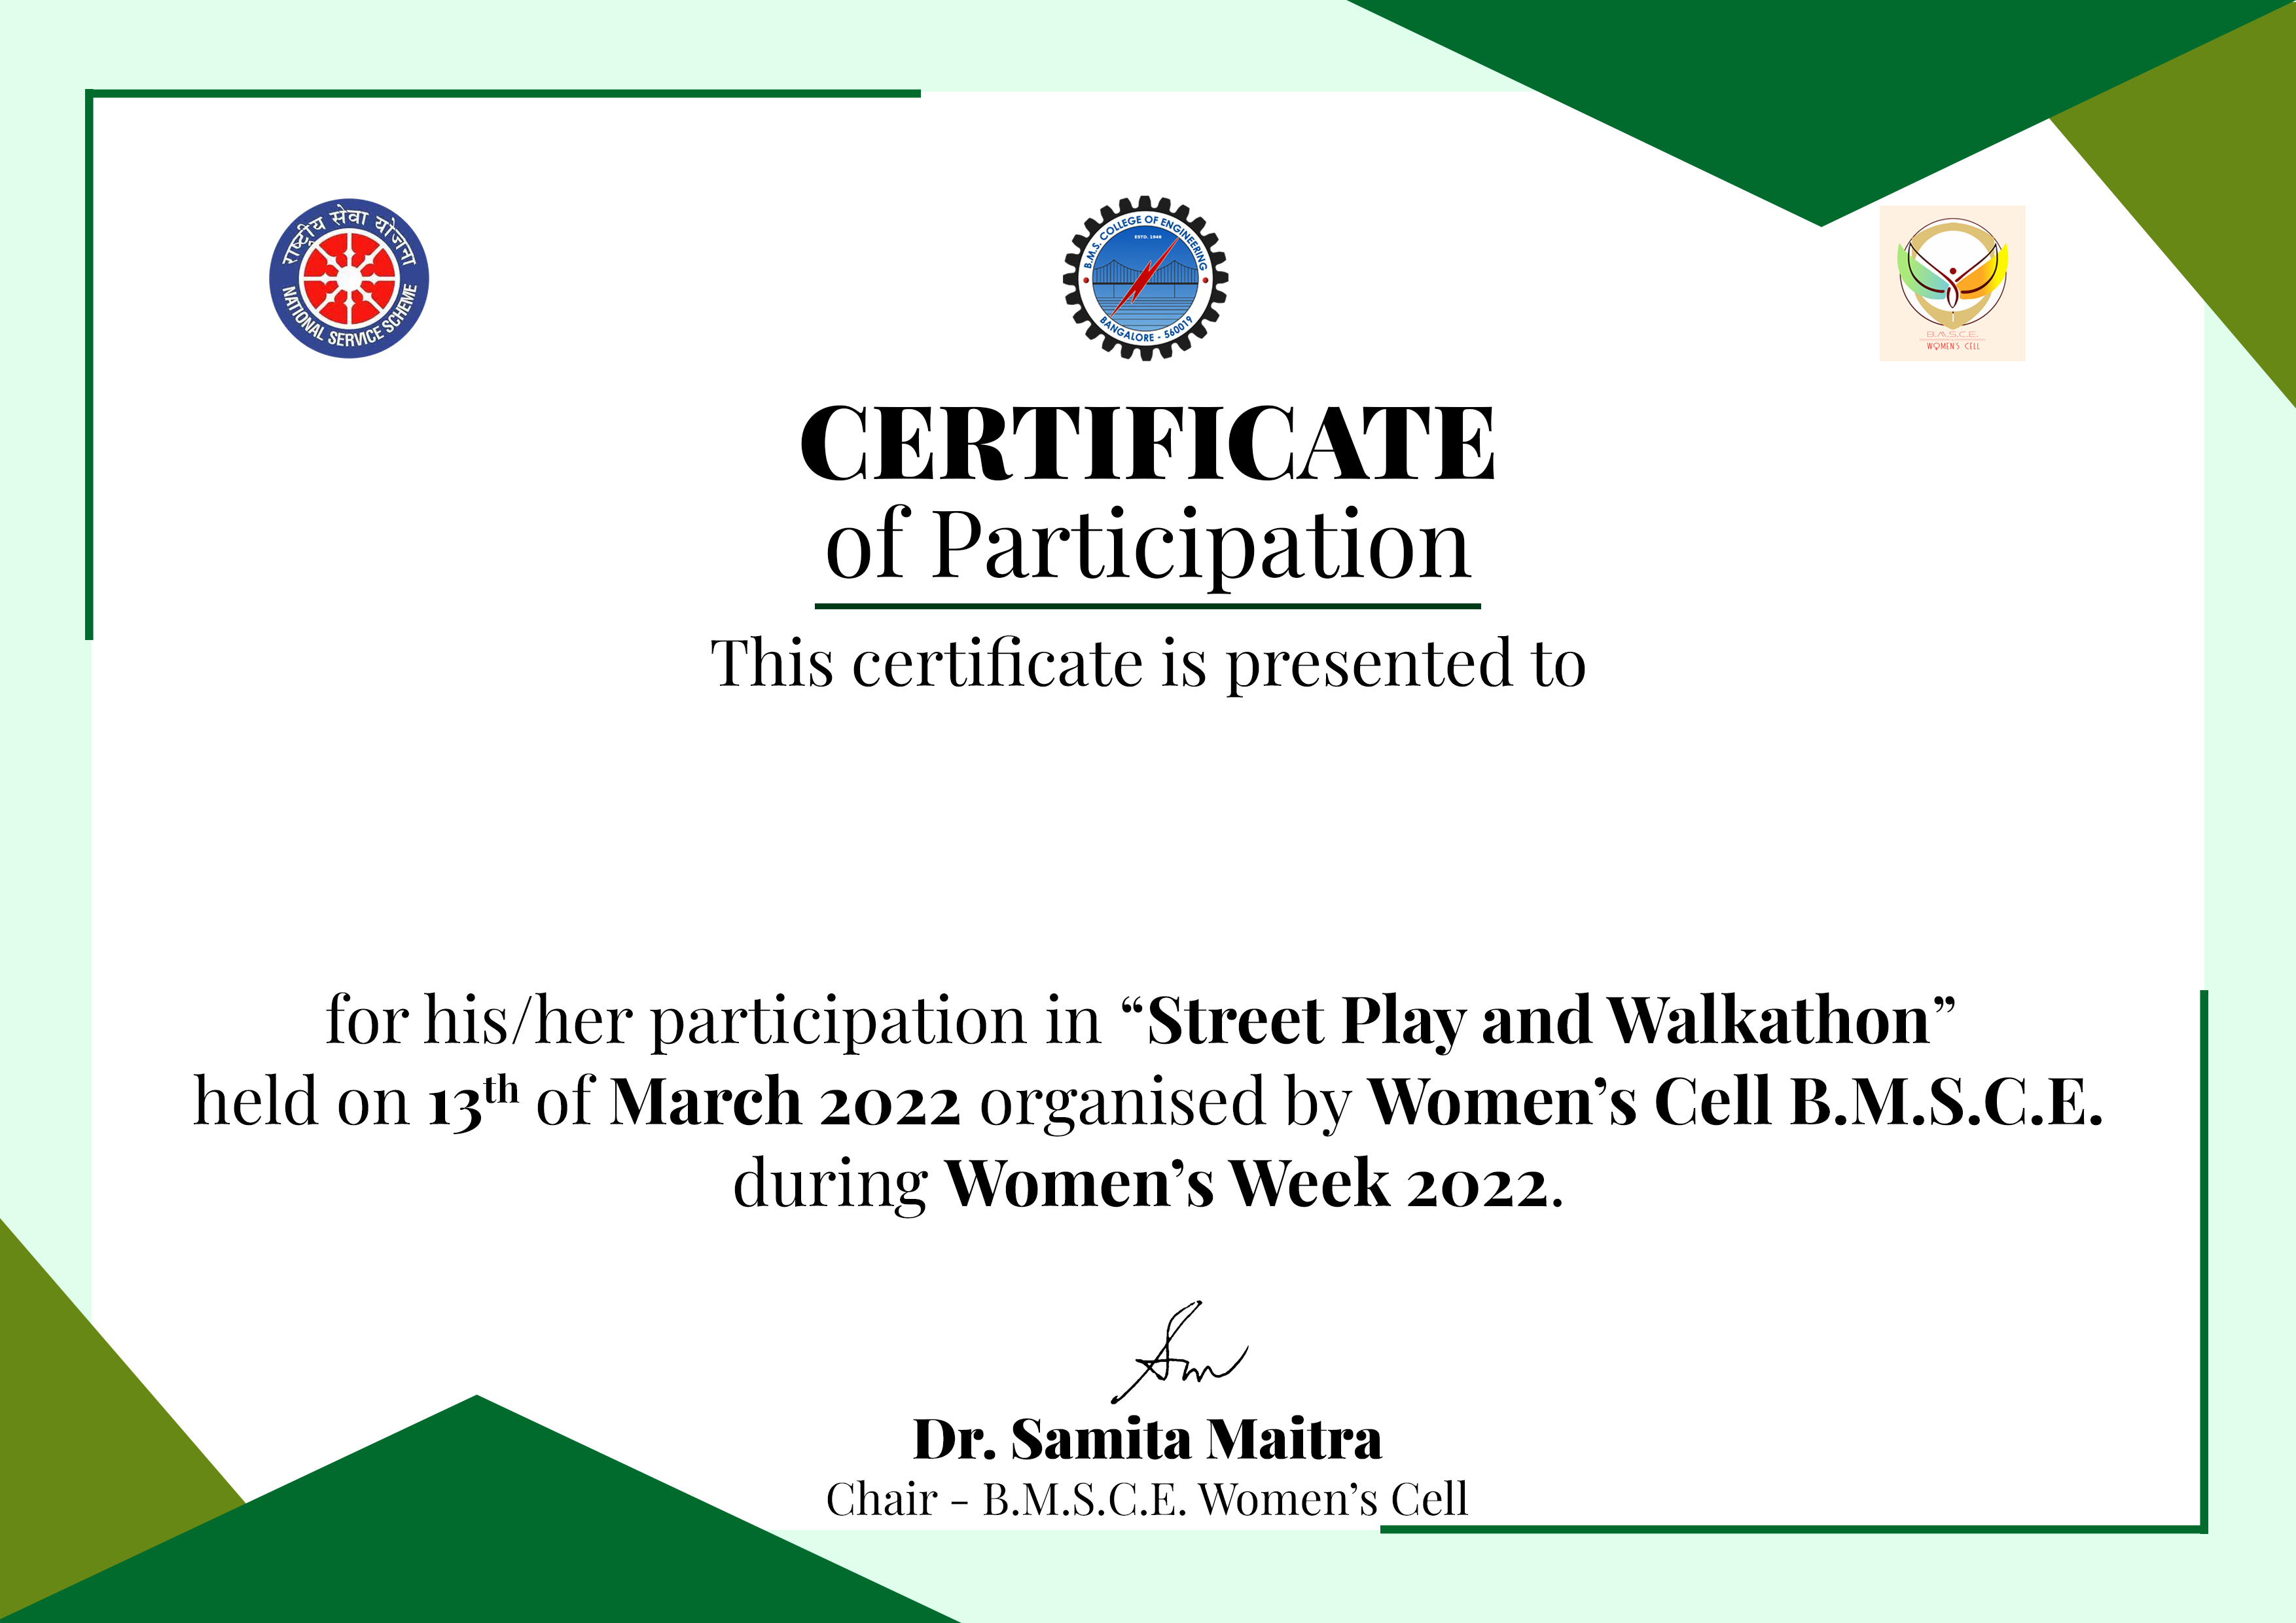 राष्ट्रीय सेवा योजना
NATIONAL SERVICE SCHEME
B.M.S. COLLEGE OF ENGINEERING
ESTD. 1946
BANGALORE - 560019
B.M.S.C.E.
WOMEN'S CELL
CERTIFICATE
of Participation
This certificate is presented to
for his/her participation in “Street Play and Walkathon”
held on 13th of March 2022 organised by Women’s Cell B.M.S.C.E.
during Women’s Week 2022.
Dr. Samita Maitra
Chair - B.M.S.C.E. Women’s Cell